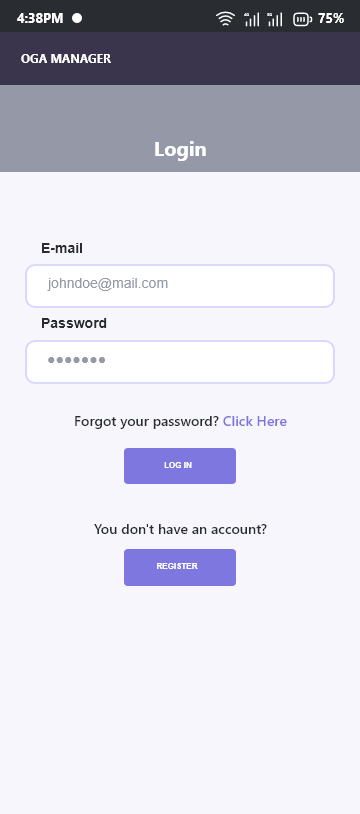 4:38PM 75%
OGA MANAGER
Login
E-mail
johndoe@mail.com
Password
•••••••
Forgot your password? Click Here
LOG IN
You don't have an account?
REGISTER